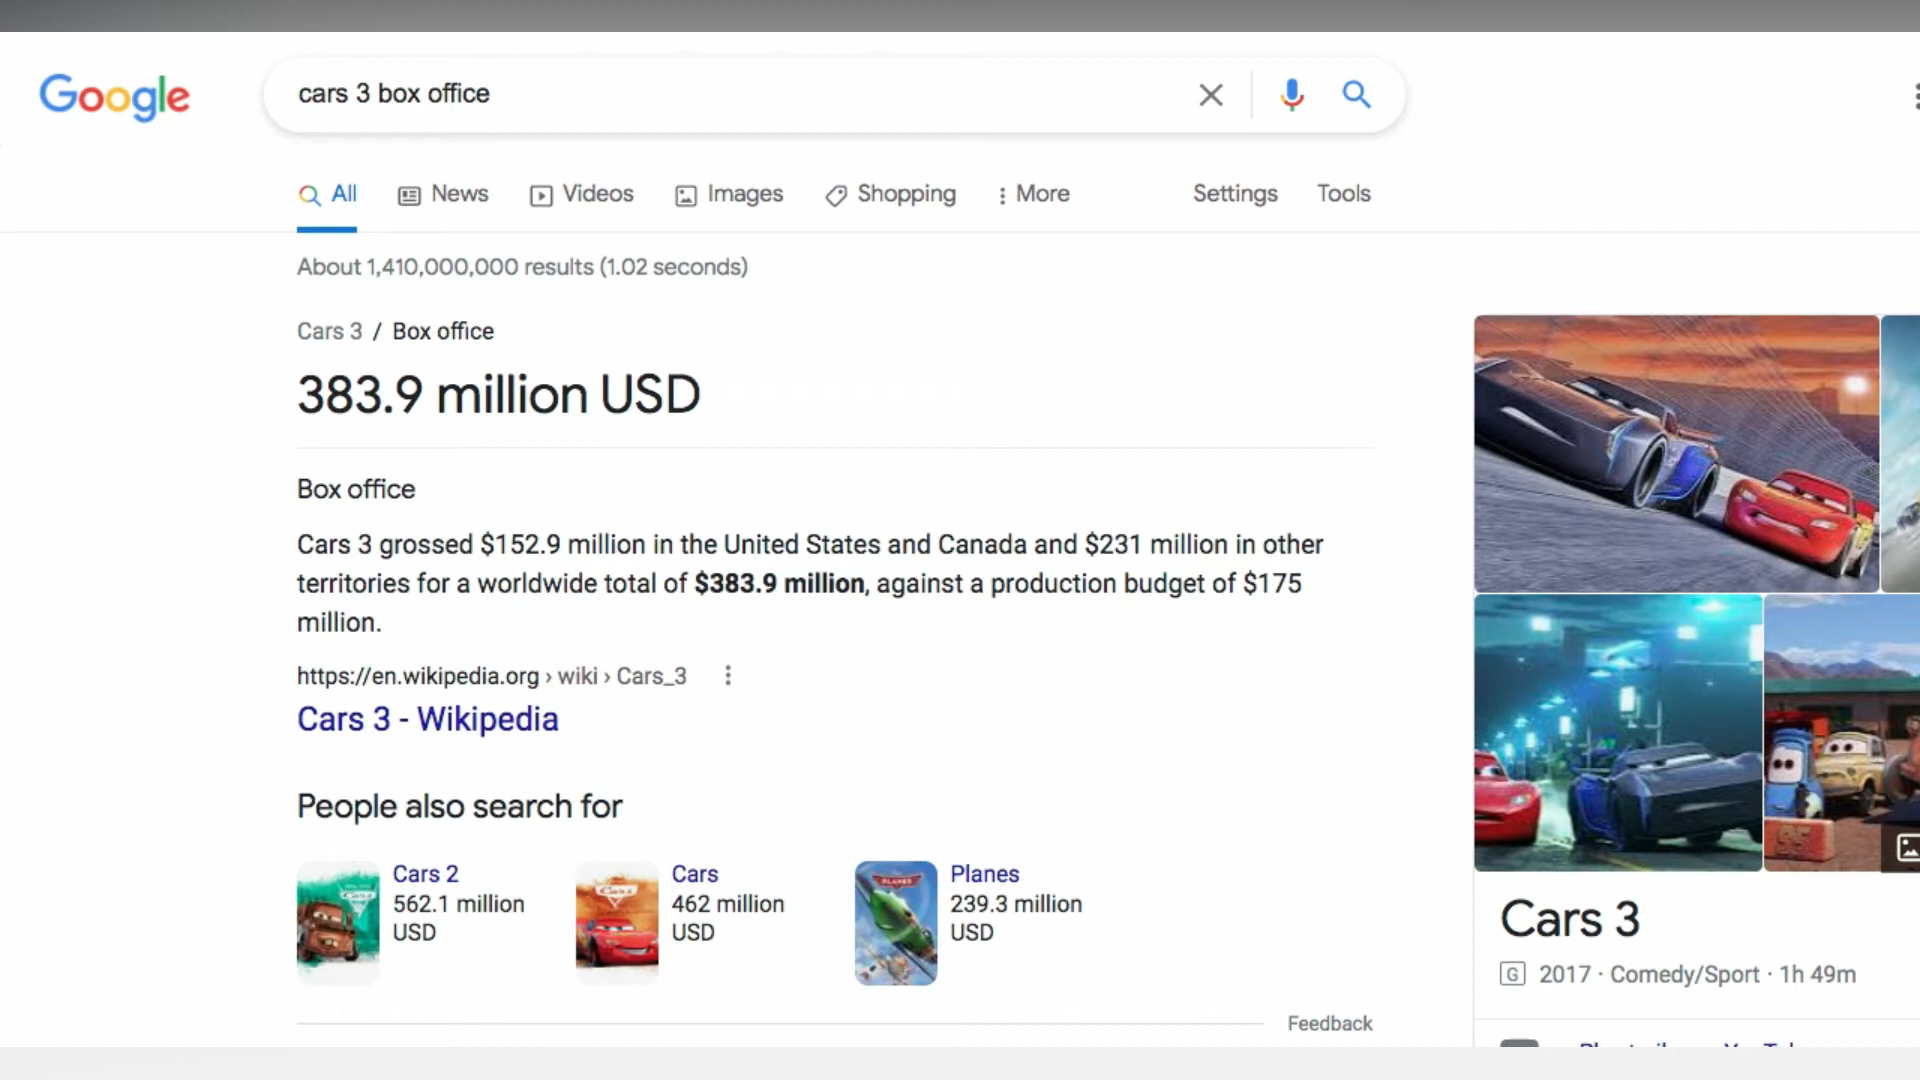 Google
cars 3 box office
All News Videos Images Shopping More Settings Tools
About 1,410,000,000 results (1.02 seconds)
Cars 3 / Box office
383.9 million USD
Box office
Cars 3 grossed $152.9 million in the United States and Canada and $231 million in other
territories for a worldwide total of $383.9 million, against a production budget of $175
million.
https://en.wikipedia.org › wiki › Cars_3
Cars 3 - Wikipedia
People also search for
Cars 2
562.1 million
USD
Cars
462 million
USD
Planes
239.3 million
USD
Feedback
Cars 3
G 2017 · Comedy/Sport · 1h 49m